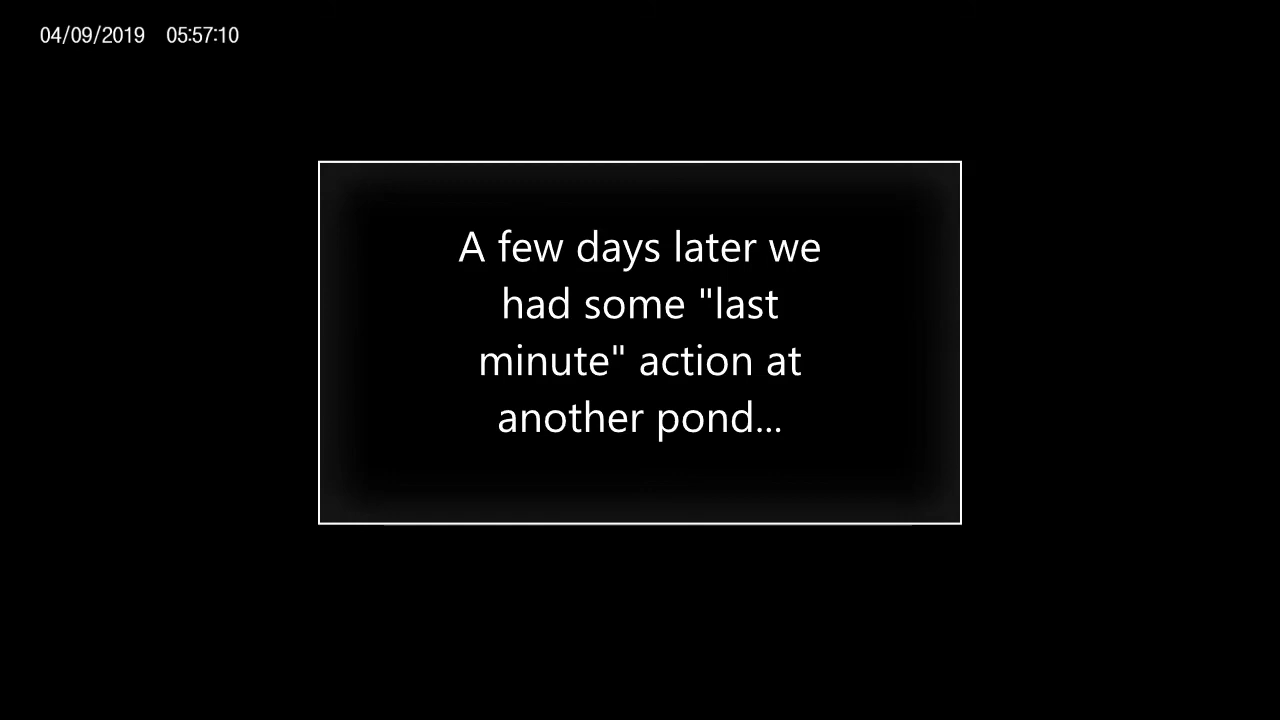 04/09/2019 05:57:10
A few days later we
had some "last
minute" action at
another pond...